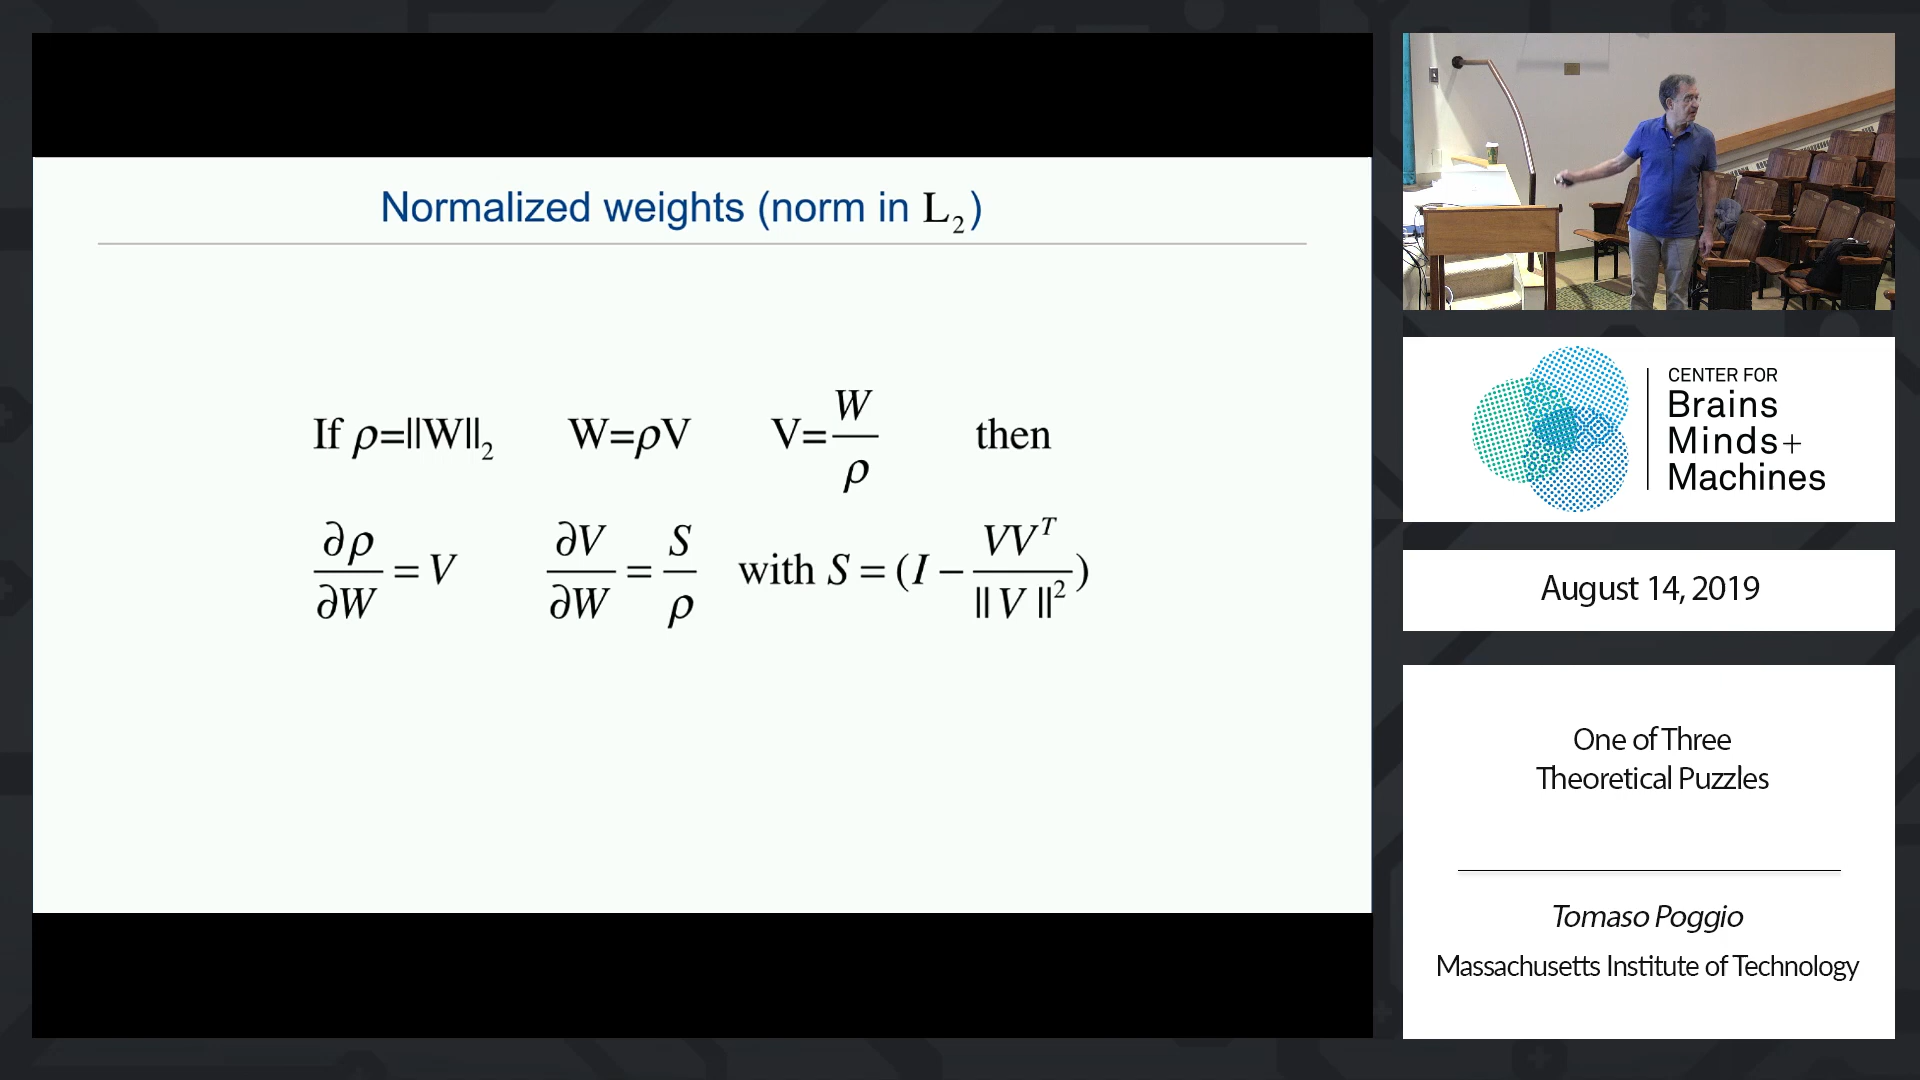 Normalized weights (norm in L₂)
If ρ=||W||₂ W=ρV V=W/ρ then
∂ρ/∂W = V ∂V/∂W = S/ρ with S = (I − VVᵀ/||V||²)
CENTER FOR
Brains
Minds+
Machines
August 14, 2019
One of Three
Theoretical Puzzles
Tomaso Poggio
Massachusetts Institute of Technology